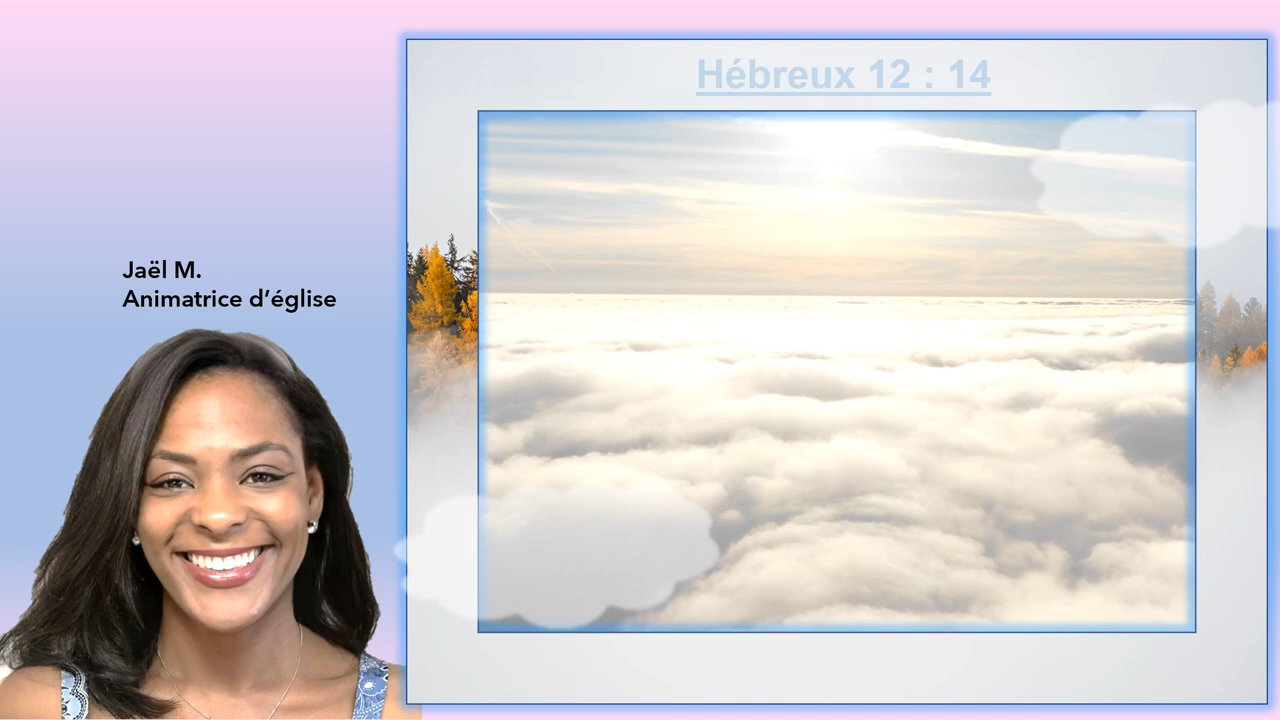 Hébreux 12 : 14
Jaël M.
Animatrice d’église